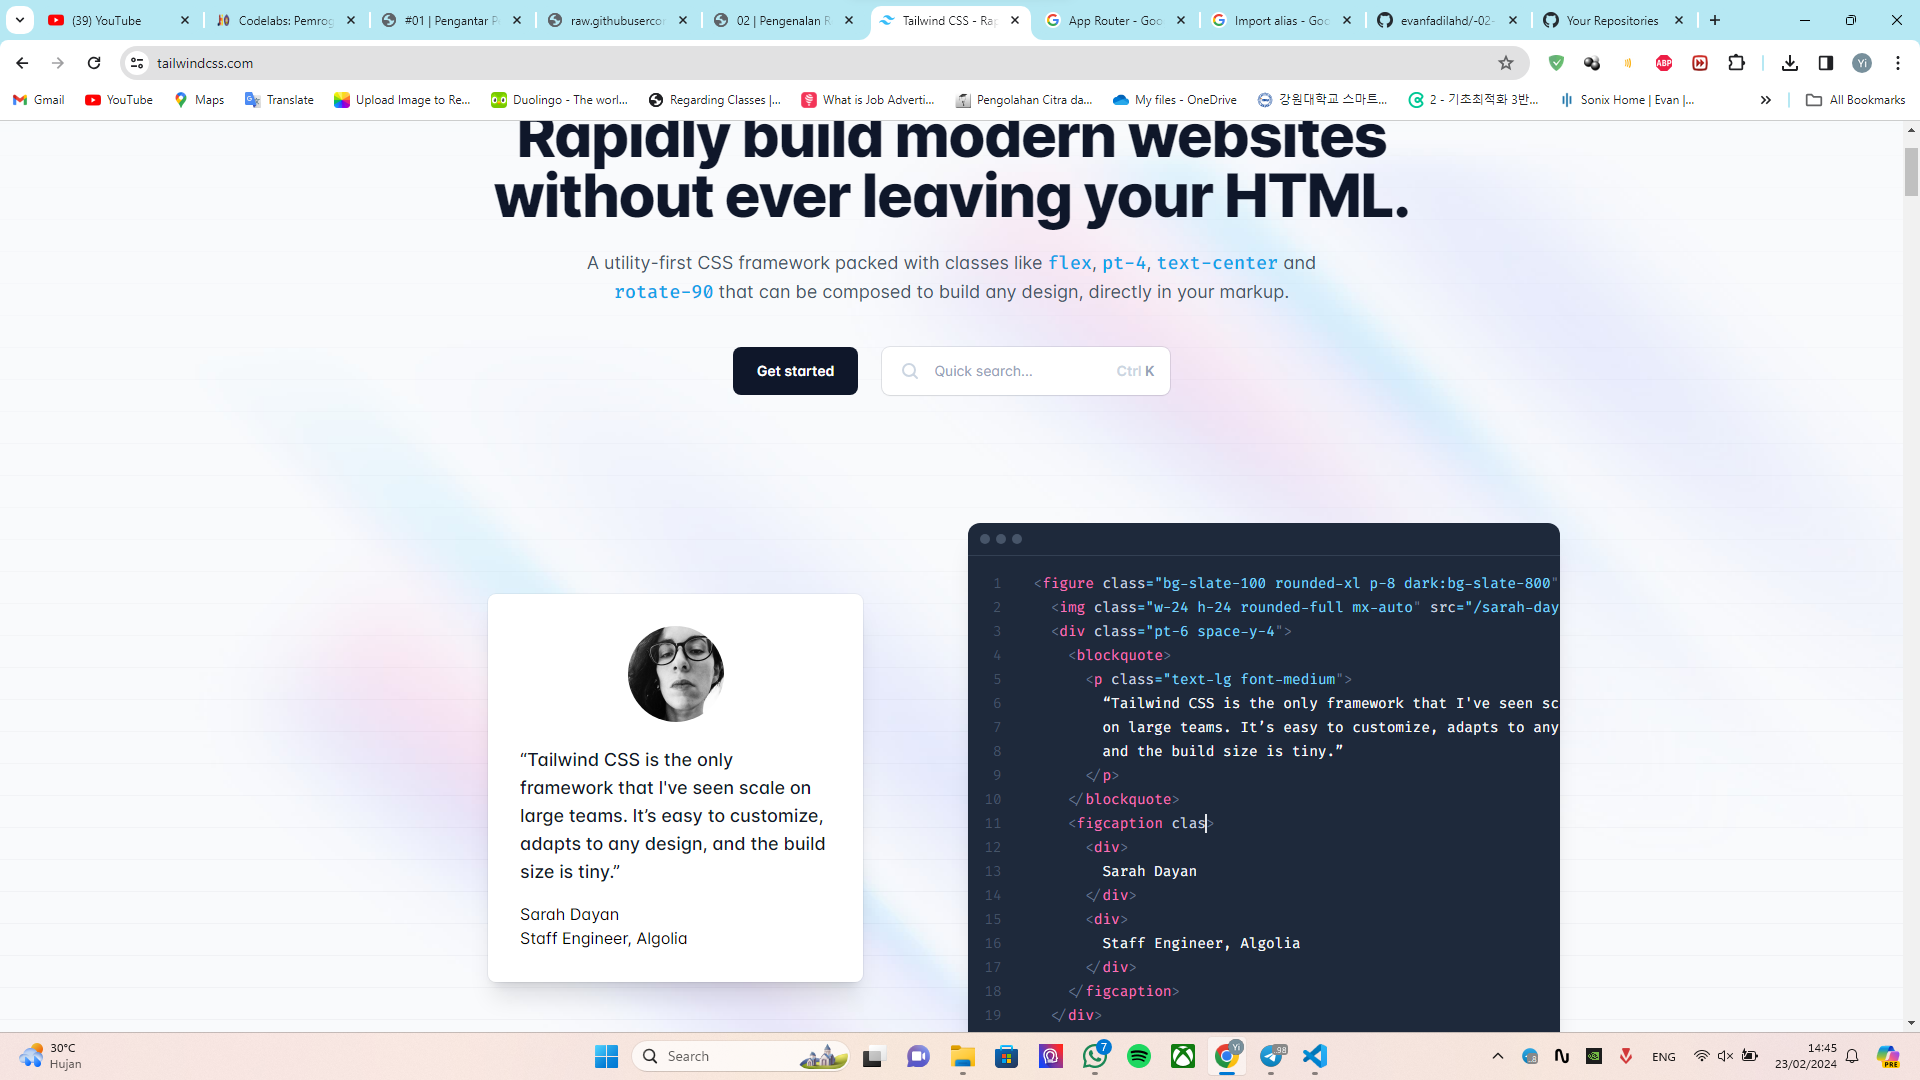 (39) YouTube
Codelabs: Pemrog
#01 | Pengantar P
raw.githubusercon
02 | Pengenalan R
Tailwind CSS - Rap
App Router - Goo
Import alias - Goo
evanfadilahd/-02-
Your Repositories
tailwindcss.com
ABP
Yi
Gmail
YouTube
Maps
Translate
Upload Image to Re...
Duolingo - The worl...
Regarding Classes |...
What is Job Adverti...
Pengolahan Citra da...
My files - OneDrive
강원대학교 스마트...
2 - 기초최적화 3반...
Sonix Home | Evan |...
All Bookmarks
Rapidly build modern websites
without ever leaving your HTML.
A utility-first CSS framework packed with classes like flex, pt-4, text-center and
rotate-90 that can be composed to build any design, directly in your markup.
Get started
Quick search...
Ctrl K
“Tailwind CSS is the only
framework that I've seen scale on
large teams. It’s easy to customize,
adapts to any design, and the build
size is tiny.”
Sarah Dayan
Staff Engineer, Algolia
1 <figure class="bg-slate-100 rounded-xl p-8 dark:bg-slate-800"
2 <img class="w-24 h-24 rounded-full mx-auto" src="/sarah-day
3 <div class="pt-6 space-y-4">
4 <blockquote>
5 <p class="text-lg font-medium">
6 “Tailwind CSS is the only framework that I've seen sc
7 on large teams. It’s easy to customize, adapts to any
8 and the build size is tiny.”
9 </p>
10 </blockquote>
11 <figcaption clas>
12 <div>
13 Sarah Dayan
14 </div>
15 <div>
16 Staff Engineer, Algolia
17 </div>
18 </figcaption>
19 </div>
30°C
Hujan
Search
7
Yi
98
ENG
14:45
23/02/2024
PRE